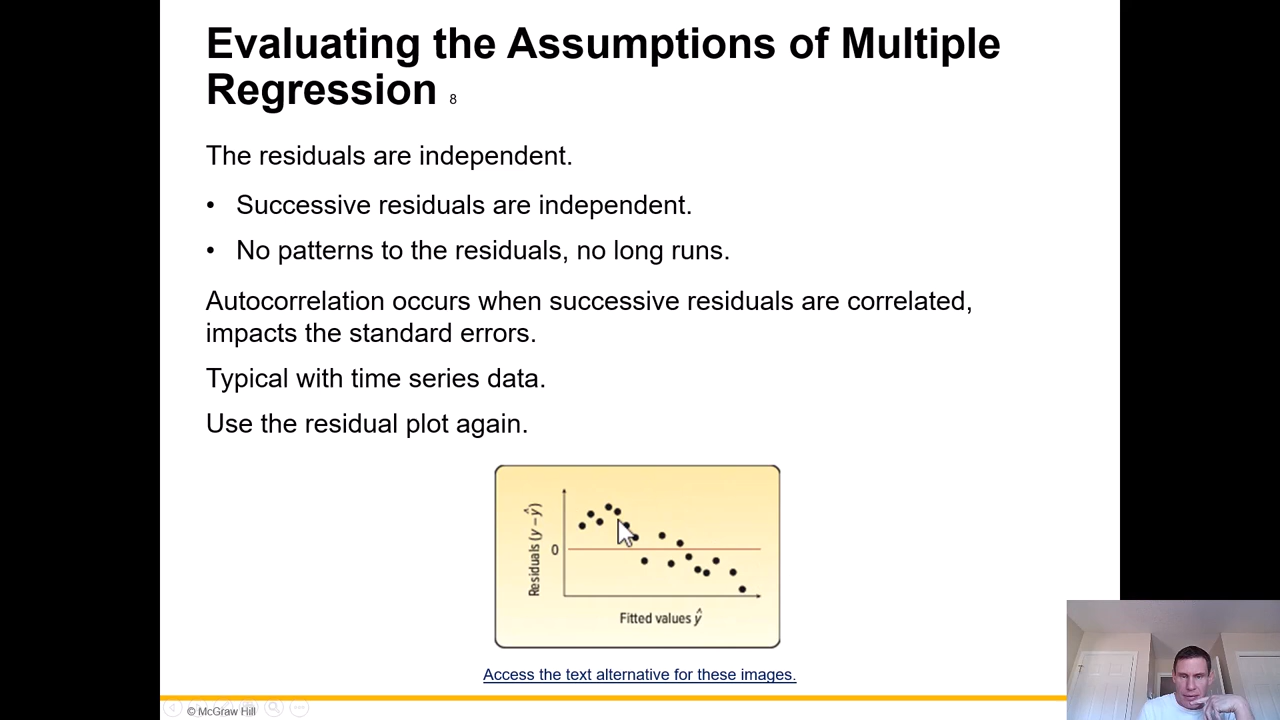 Evaluating the Assumptions of Multiple
Regression 8
The residuals are independent.
• Successive residuals are independent.
• No patterns to the residuals, no long runs.
Autocorrelation occurs when successive residuals are correlated,
impacts the standard errors.
Typical with time series data.
Use the residual plot again.
Residuals (y – ŷ)
0
Fitted values ŷ
Access the text alternative for these images.
© McGraw Hill